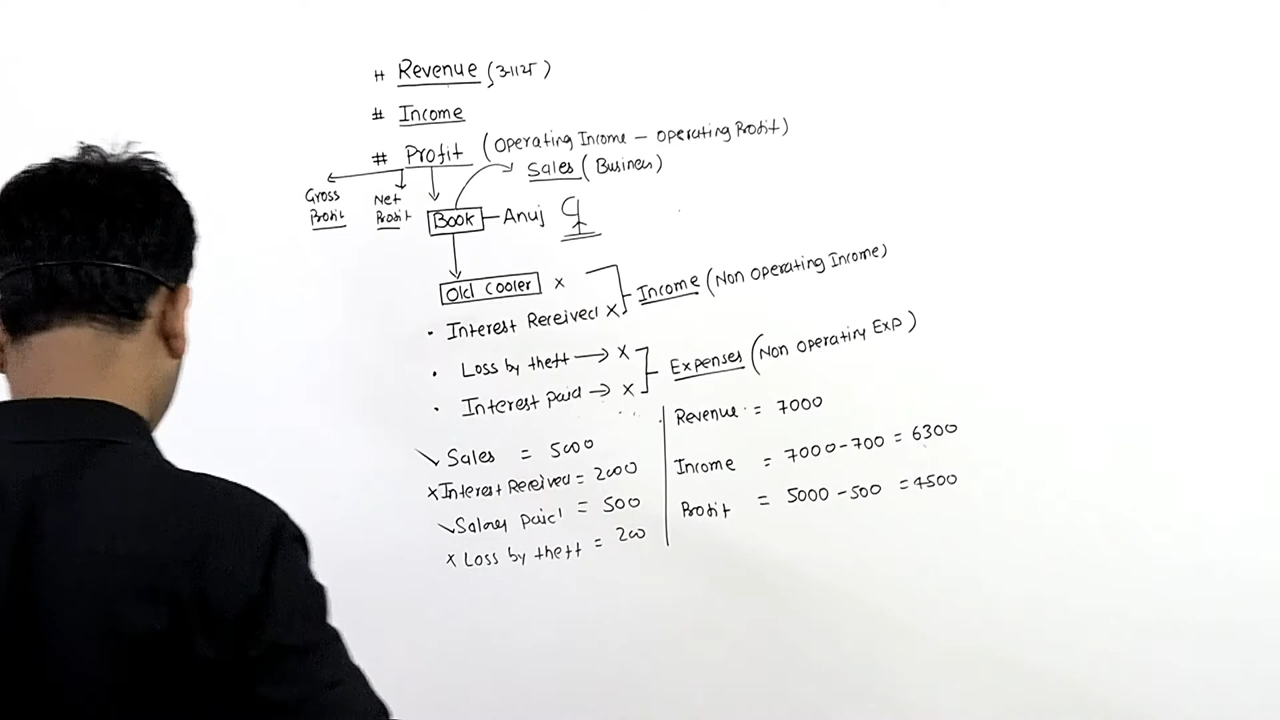 # Revenue (आय)
# Income
# Profit (Operating Income - Operating Profit)
Sales (Business)
Gross Profit
Net Profit
Book - Anuj
Old Cooler x
Income (Non Operating Income)
• Interest Received x
• Loss by theft → x
Expenses (Non Operating Exp)
• Interest paid → x
Sales = 5000
x Interest Received = 2000
Salary paid = 500
x Loss by theft = 200
Revenue = 7000
Income = 7000-700 = 6300
Profit = 5000-500 = 4500